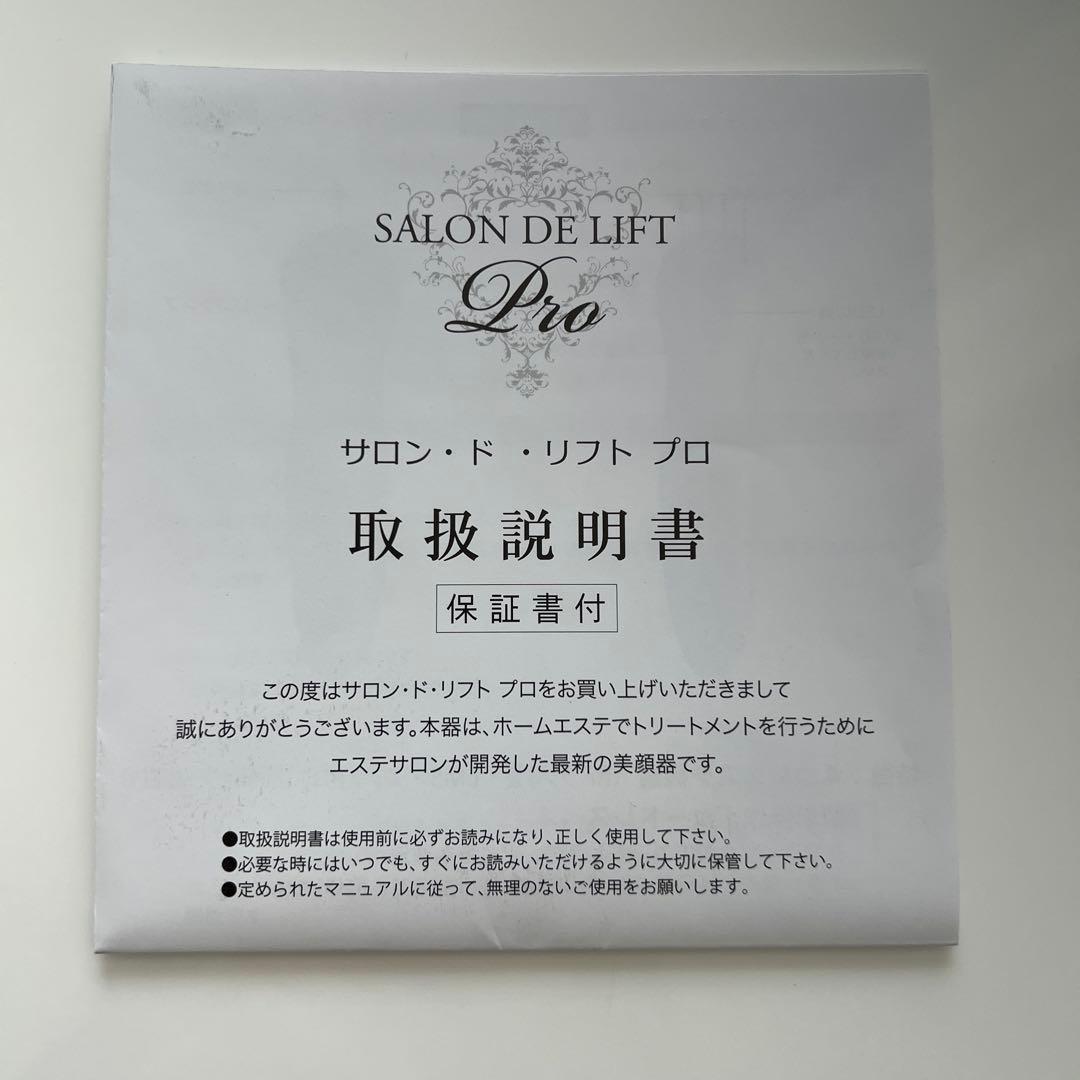 SALON DE LIFT
Pro
サロン・ド ・リフト プロ
取扱説明書
保証書付
この度はサロン・ド・リフト プロをお買い上げいただきまして
誠にありがとうございます。本器は、ホームエステでトリートメントを行うために
エステサロンが開発した最新の美顔器です。
●取扱説明書は使用前に必ずお読みになり、正しく使用して下さい。
●必要な時にはいつでも、すぐにお読みいただけるように大切に保管して下さい。
●定められたマニュアルに従って、無理のないご使用をお願いします。